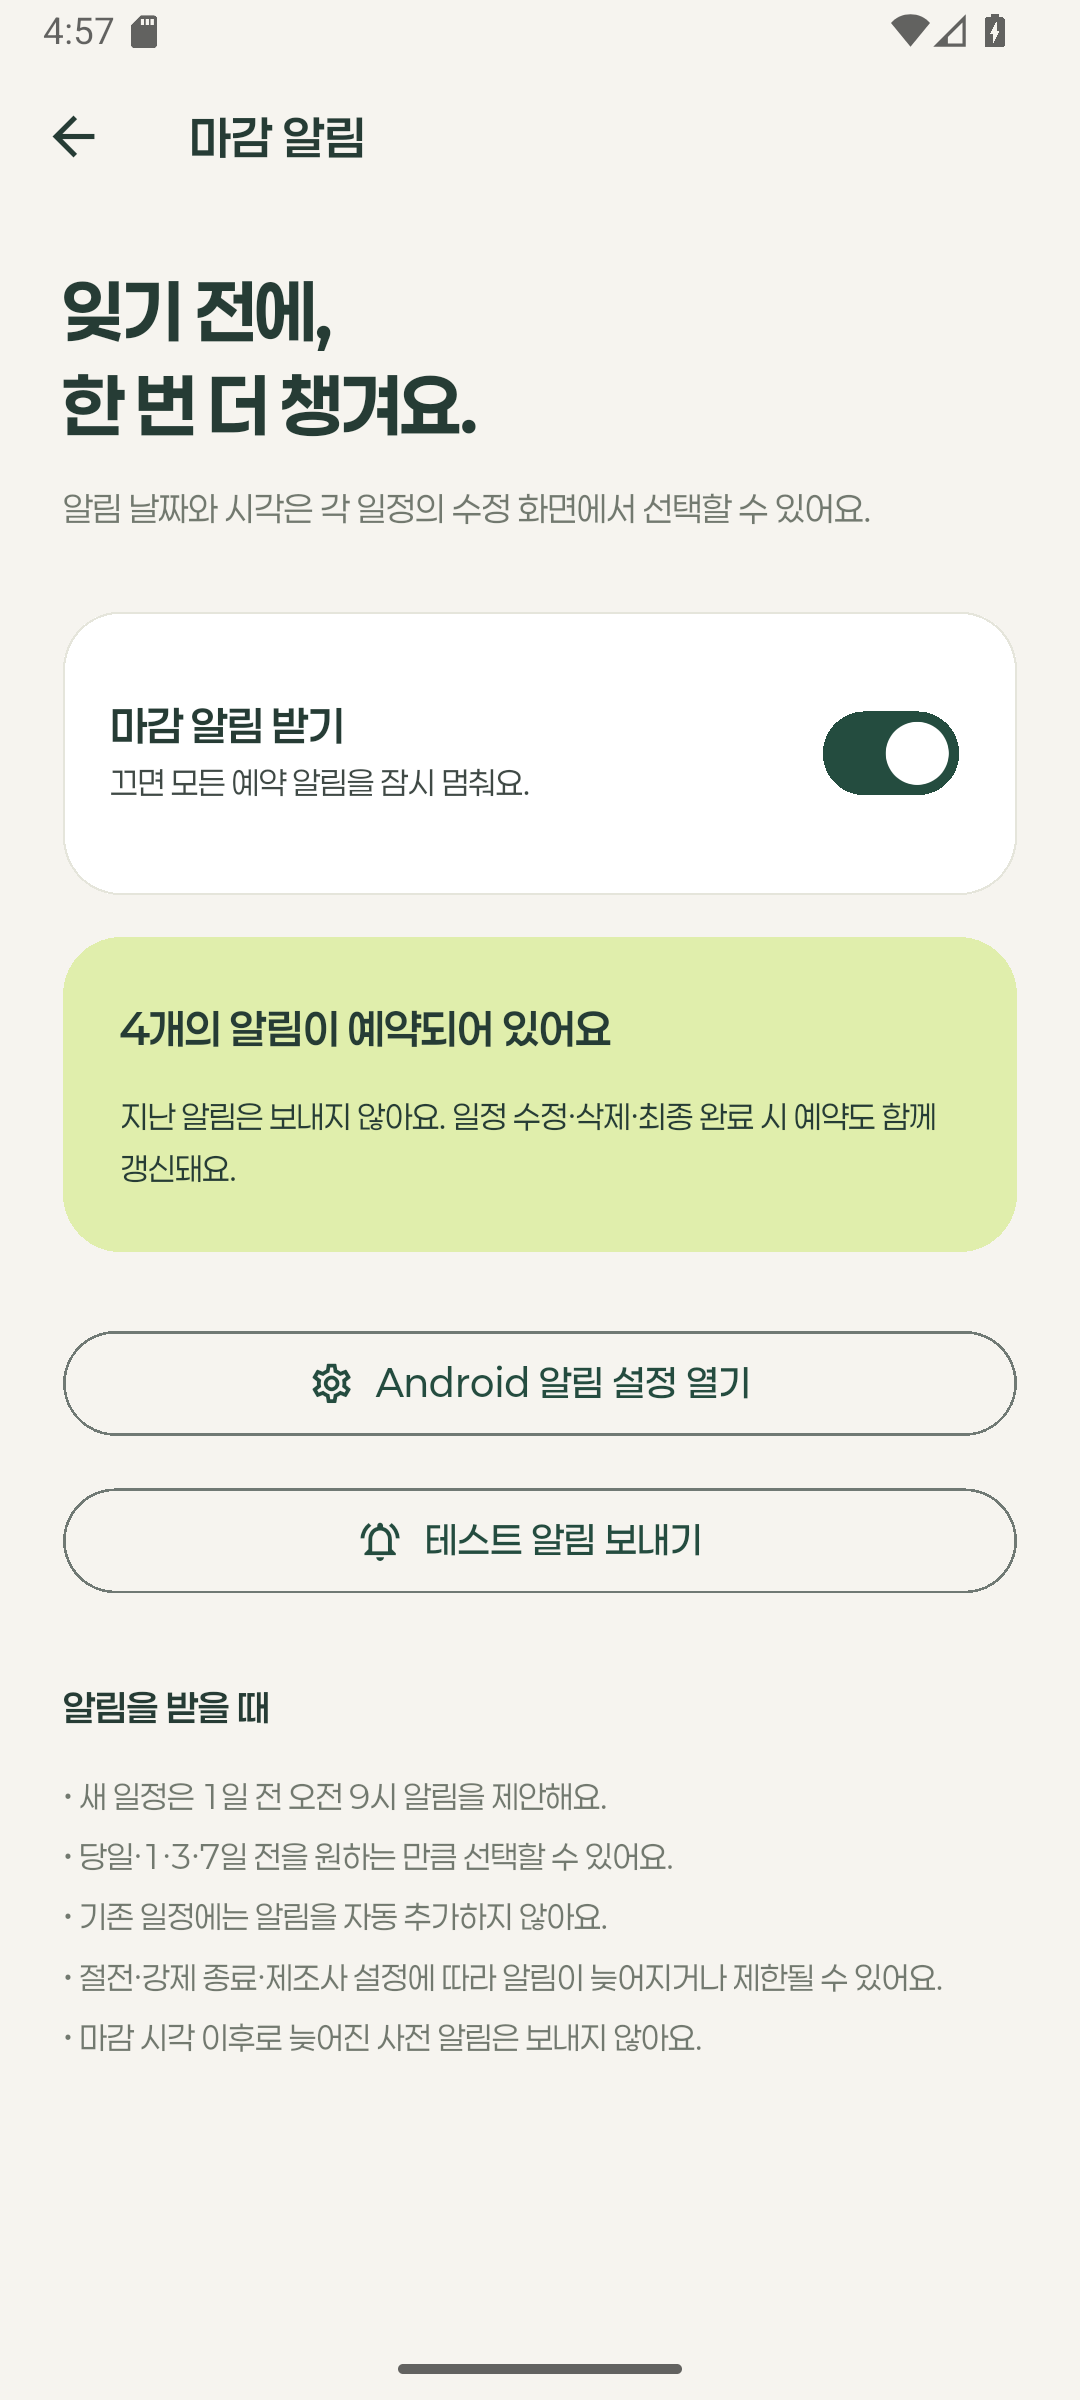 4:57
마감 알림
잊기 전에,
한 번 더 챙겨요.
알림 날짜와 시각은 각 일정의 수정 화면에서 선택할 수 있어요.
마감 알림 받기
끄면 모든 예약 알림을 잠시 멈춰요.
4개의 알림이 예약되어 있어요
지난 알림은 보내지 않아요. 일정 수정·삭제·최종 완료 시 예약도 함께
갱신돼요.
Android 알림 설정 열기
테스트 알림 보내기
알림을 받을 때
• 새 일정은 1일 전 오전 9시 알림을 제안해요.
• 당일·1·3·7일 전을 원하는 만큼 선택할 수 있어요.
• 기존 일정에는 알림을 자동 추가하지 않아요.
• 절전·강제 종료·제조사 설정에 따라 알림이 늦어지거나 제한될 수 있어요.
• 마감 시각 이후로 늦어진 사전 알림은 보내지 않아요.